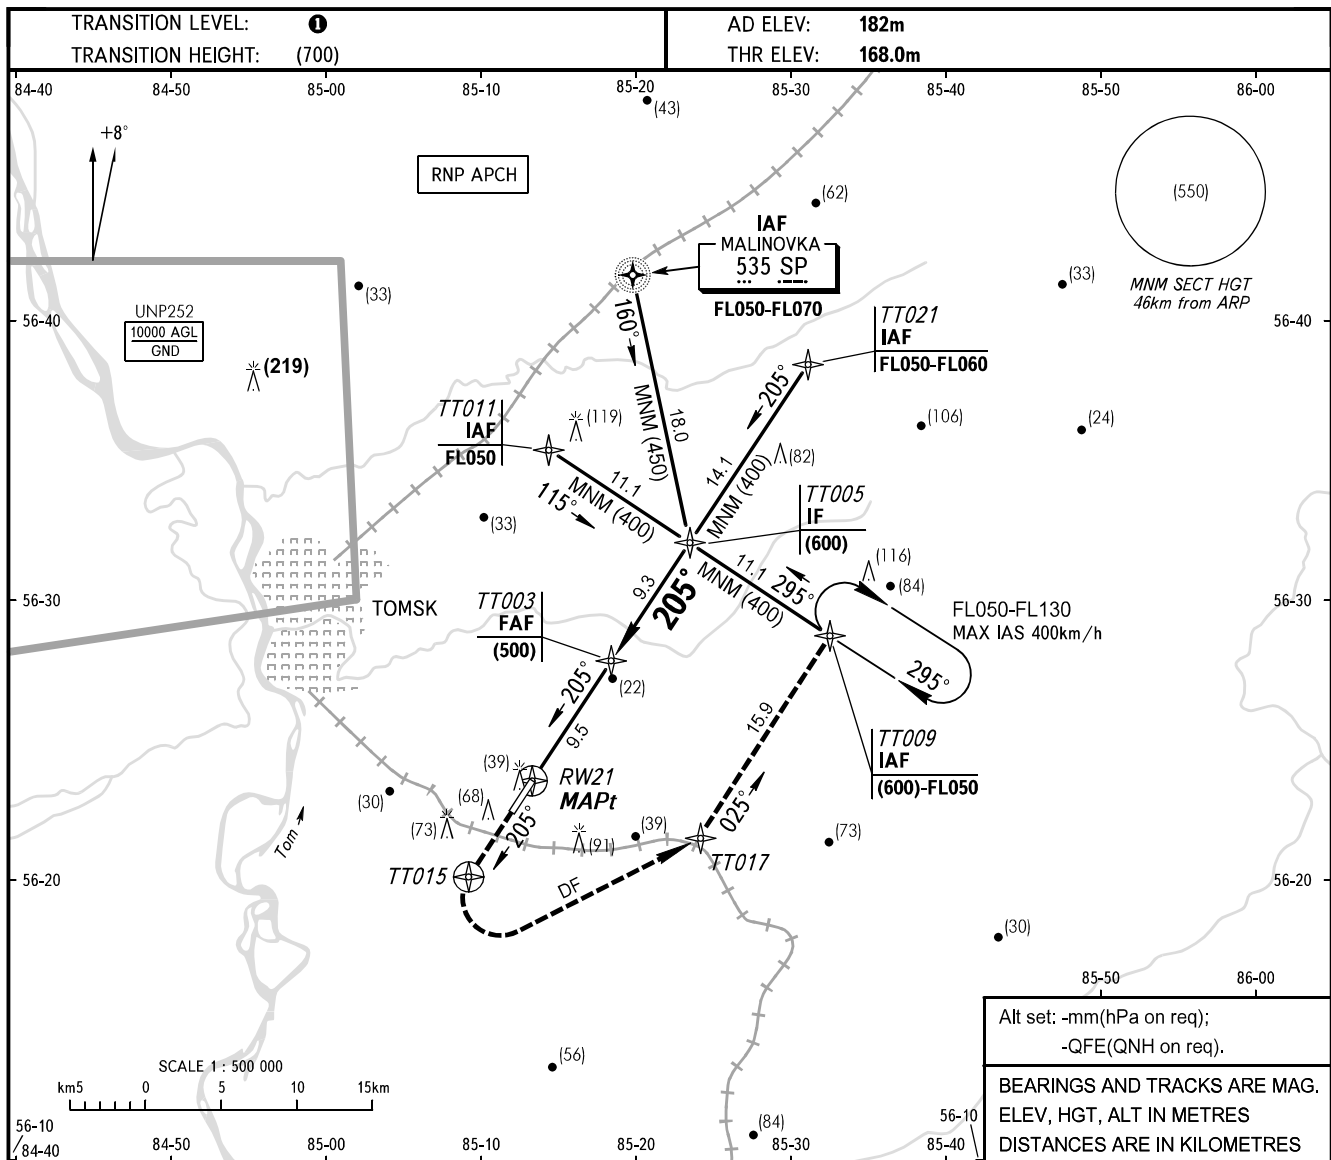 TRANSITION LEVEL: ❶
TRANSITION HEIGHT: (700)
AD ELEV: 182m
THR ELEV: 168.0m
84-40
84-50
85-00
85-10
85-20
85-30
85-40
85-50
86-00
(43)
+8°
RNP APCH
(62)
(550)
MNM SECT HGT
46km from ARP
IAF
MALINOVKA
535 SP
FL050-FL070
(33)
(33)
UNP252
10000 AGL
GND
(219)
56-40
56-40
160°
MNM (450)
18.0
TT021
IAF
FL050-FL060
205°
14.1
MNM (400)
TT011
IAF
FL050
(119)
(106)
(24)
(82)
11.1
MNM (400)
115°
(33)
TT005
IF
(600)
11.1
MNM (400)
295°
(116)
(84)
FL050-FL130
MAX IAS 400km/h
295°
56-30
56-30
TOMSK
9.3
205°
TT003
FAF
(500)
(22)
205°
9.5
15.9
025°
TT009
IAF
(600)-FL050
(39)
RW21
MAPt
(68)
(73)
205°
(30)
(91)
(39)
(73)
TT017
Tom
TT015
DF
56-20
56-20
(30)
85-50
86-00
(56)
(84)
SCALE 1 : 500 000
km5 0 5 10 15km
Alt set: -mm(hPa on req);
-QFE(QNH on req).
BEARINGS AND TRACKS ARE MAG.
ELEV, HGT, ALT IN METRES
DISTANCES ARE IN KILOMETRES
56-10
56-10
84-40
84-50
85-00
85-10
85-20
85-30
85-40